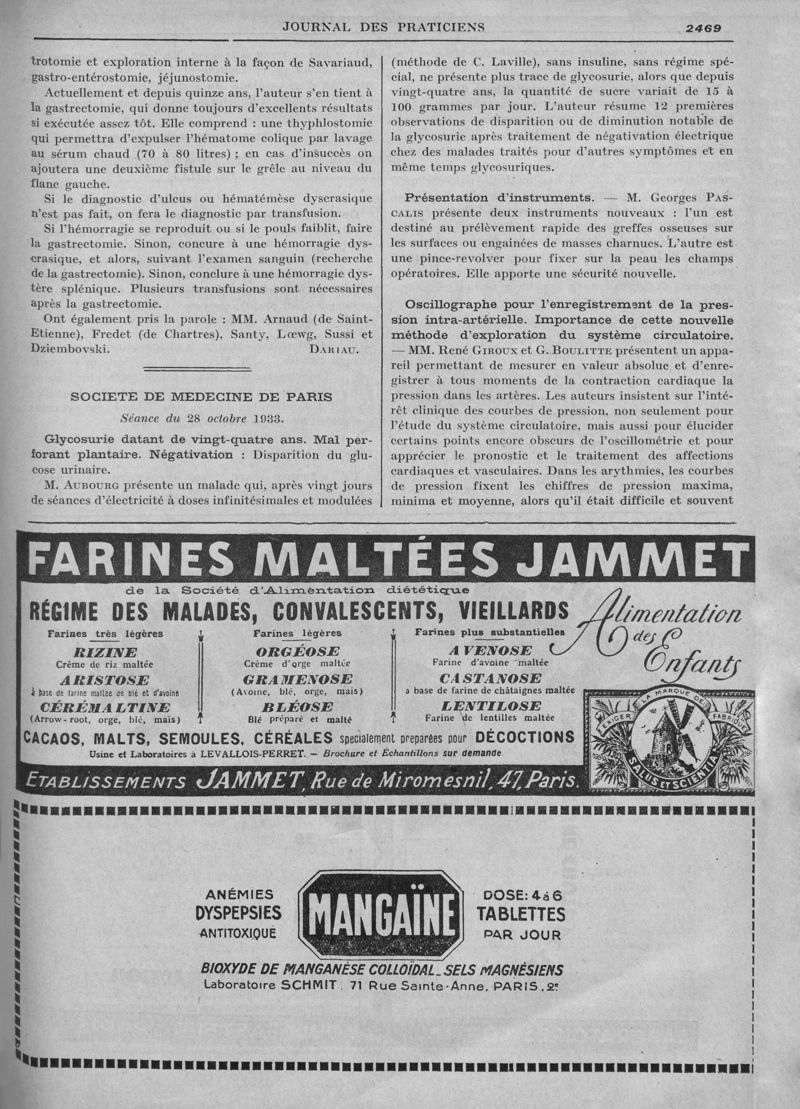 JOURNAL DES PRATICIENS
2469
trotomie et exploration interne à la façon de Savariaud,
gastro-entérostomie, jéjunostomie.
Actuellement et depuis quinze ans, l'auteur s'en tient à
la gastrectomie, qui donne toujours d'excellents résultats
si exécutée assez tôt. Elle comprend : une thyphlostomie
qui permettra d'expulser l'hématome colique par lavage
au sérum chaud (70 à 80 litres) ; en cas d'insuccès on
ajoutera une deuxième fistule sur le grêle au niveau du
flanc gauche.
Si le diagnostic d'ulcus ou hématémèse dyscrasique
n'est pas fait, on fera le diagnostic par transfusion.
Si l'hémorragie se reproduit ou si le pouls faiblit, faire
la gastrectomie. Sinon, concure à une hémorragie dys-
crasique, et alors, suivant l'examen sanguin (recherche
de la gastrectomie). Sinon, conclure à une hémorragie dys-
tère splénique. Plusieurs transfusions sont nécessaires
après la gastrectomie.
Ont également pris la parole : MM. Arnaud (de Saint-
Etienne), Fredet (de Chartres), Santy, Lœwg, Sussi et
Dziembovski. DARIAU.
SOCIETE DE MEDECINE DE PARIS
Séance du 28 octobre 1933.
Glycosurie datant de vingt-quatre ans. Mal per-
forant plantaire. Négativation : Disparition du glu-
cose urinaire.
M. AUBOURG présente un malade qui, après vingt jours
de séances d'électricité à doses infinitésimales et modulées
(méthode de C. Laville), sans insuline, sans régime spé-
cial, ne présente plus trace de glycosurie, alors que depuis
vingt-quatre ans, la quantité de sucre variait de 15 à
100 grammes par jour. L'auteur résume 12 premières
observations de disparition ou de diminution notable de
la glycosurie après traitement de négativation électrique
chez des malades traités pour d'autres symptômes et en
même temps glycosuriques.
Présentation d'instruments. — M. Georges PAS-
CALIS présente deux instruments nouveaux : l'un est
destiné au prélèvement rapide des greffes osseuses sur
les surfaces ou engainées de masses charnues. L'autre est
une pince-revolver pour fixer sur la peau les champs
opératoires. Elle apporte une sécurité nouvelle.
Oscillographe pour l'enregistrement de la pres-
sion intra-artérielle. Importance de cette nouvelle
méthode d'exploration du système circulatoire.
— MM. René GIROUX et G. BOULITTE présentent un appa-
reil permettant de mesurer en valeur absolue et d'enre-
gistrer à tous moments de la contraction cardiaque la
pression dans les artères. Les auteurs insistent sur l'inté-
rêt clinique des courbes de pression, non seulement pour
l'étude du système circulatoire, mais aussi pour élucider
certains points encore obscurs de l'oscillométrie et pour
apprécier le pronostic et le traitement des affections
cardiaques et vasculaires. Dans les arythmies, les courbes
de pression fixent les chiffres de pression maxima,
minima et moyenne, alors qu'il était difficile et souvent
FARINES MALTÉES JAMMET
de la Société d'Alimentation diététique
RÉGIME DES MALADES, CONVALESCENTS, VIEILLARDS
Alimentation
des
Enfants
Farines très légères
RIZINE
Crème de riz maltée
ARISTOSE
à base de farine maltée de blé et d'avoine
CÉRÉMALTINE
(Arrow-root, orge, blé, maïs)
Farines légères
ORGÉOSE
Crème d'orge maltée
GRAMENOSE
(Avoine, blé, orge, maïs)
BLÉOSE
Blé préparé et malté
Farines plus substantielles
AVENOSE
Farine d'avoine maltée
CASTANOSE
à base de farine de châtaignes maltée
LENTILOSE
Farine de lentilles maltée
CACAOS, MALTS, SEMOULES, CÉRÉALES spécialement préparées pour DÉCOCTIONS
Usine et Laboratoires à LEVALLOIS-PERRET. — Brochure et Échantillons sur demande
ETABLISSEMENTS JAMMET, Rue de Miromesnil, 47, Paris.
EXIGER LA MARQUE DE FABRIQUE
SALUS ET SCIENTIA
ANÉMIES
DYSPEPSIES
ANTITOXIQUE
MANGAÏNE
DOSE: 4 à 6
TABLETTES
PAR JOUR
BIOXYDE DE MANGANÈSE COLLOÏDAL_SELS MAGNÉSIENS
Laboratoire SCHMIT. 71 Rue Sainte-Anne. PARIS. 2e